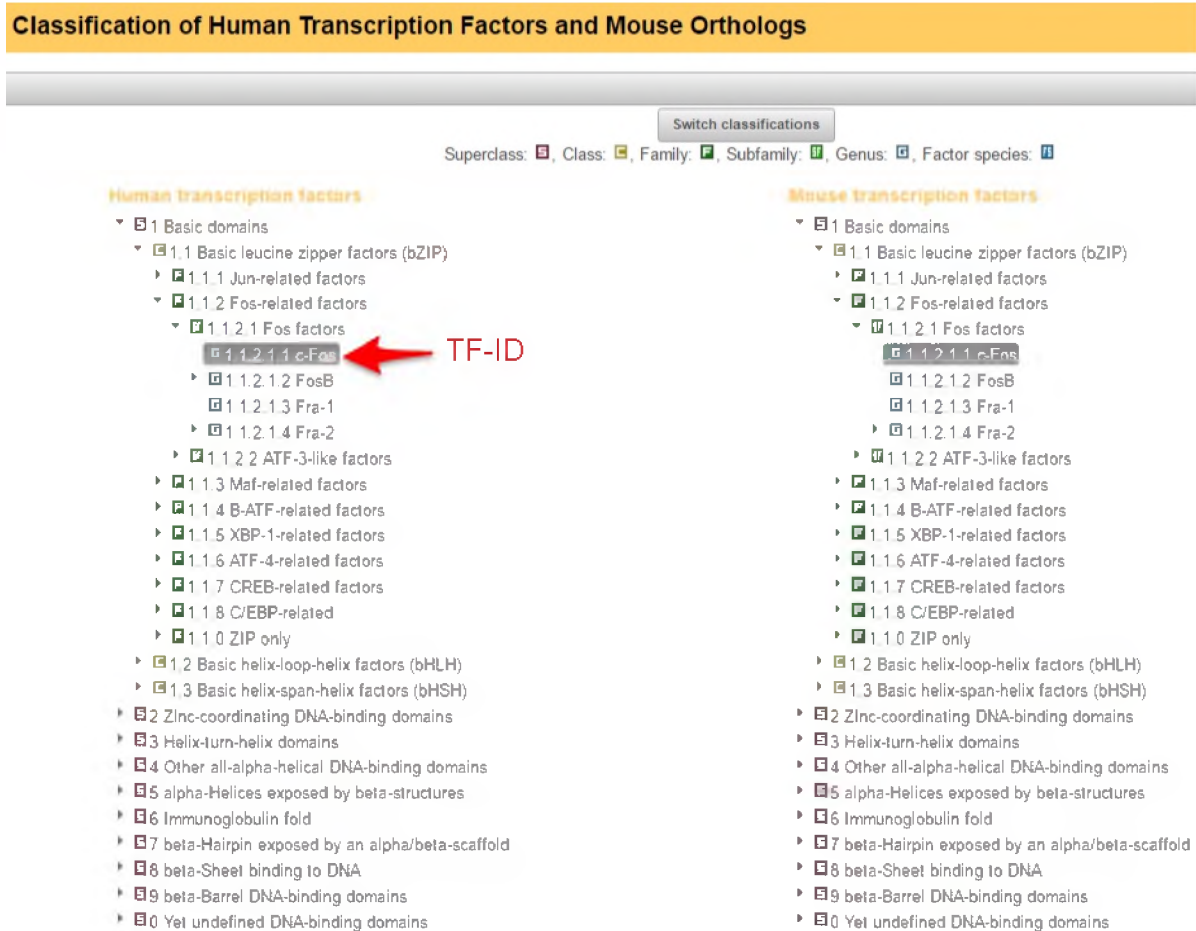 Classification of Human Transcription Factors and Mouse Orthologs
Switch classifications
Superclass: S, Class: C, Family: F, Subfamily: SF, Genus: G, Factor species: FS
Human transcription factors
S 1 Basic domains
C 1.1 Basic leucine zipper factors (bZIP)
F 1.1.1 Jun-related factors
F 1.1.2 Fos-related factors
SF 1.1.2.1 Fos factors
G 1.1.2.1.1 c-Fos
TF-ID
G 1.1.2.1.2 FosB
G 1.1.2.1.3 Fra-1
G 1.1.2.1.4 Fra-2
SF 1.1.2.2 ATF-3-like factors
F 1.1.3 Maf-related factors
F 1.1.4 B-ATF-related factors
F 1.1.5 XBP-1-related factors
F 1.1.6 ATF-4-related factors
F 1.1.7 CREB-related factors
F 1.1.8 C/EBP-related
F 1.1.0 ZIP only
C 1.2 Basic helix-loop-helix factors (bHLH)
C 1.3 Basic helix-span-helix factors (bHSH)
S 2 Zinc-coordinating DNA-binding domains
S 3 Helix-turn-helix domains
S 4 Other all-alpha-helical DNA-binding domains
S 5 alpha-Helices exposed by beta-structures
S 6 Immunoglobulin fold
S 7 beta-Hairpin exposed by an alpha/beta-scaffold
S 8 beta-Sheet binding to DNA
S 9 beta-Barrel DNA-binding domains
S 0 Yet undefined DNA-binding domains
Mouse transcription factors
S 1 Basic domains
C 1.1 Basic leucine zipper factors (bZIP)
F 1.1.1 Jun-related factors
F 1.1.2 Fos-related factors
SF 1.1.2.1 Fos factors
G 1.1.2.1.1 c-Fos
G 1.1.2.1.2 FosB
G 1.1.2.1.3 Fra-1
G 1.1.2.1.4 Fra-2
SF 1.1.2.2 ATF-3-like factors
F 1.1.3 Maf-related factors
F 1.1.4 B-ATF-related factors
F 1.1.5 XBP-1-related factors
F 1.1.6 ATF-4-related factors
F 1.1.7 CREB-related factors
F 1.1.8 C/EBP-related
F 1.1.0 ZIP only
C 1.2 Basic helix-loop-helix factors (bHLH)
C 1.3 Basic helix-span-helix factors (bHSH)
S 2 Zinc-coordinating DNA-binding domains
S 3 Helix-turn-helix domains
S 4 Other all-alpha-helical DNA-binding domains
S 5 alpha-Helices exposed by beta-structures
S 6 Immunoglobulin fold
S 7 beta-Hairpin exposed by an alpha/beta-scaffold
S 8 beta-Sheet binding to DNA
S 9 beta-Barrel DNA-binding domains
S 0 Yet undefined DNA-binding domains